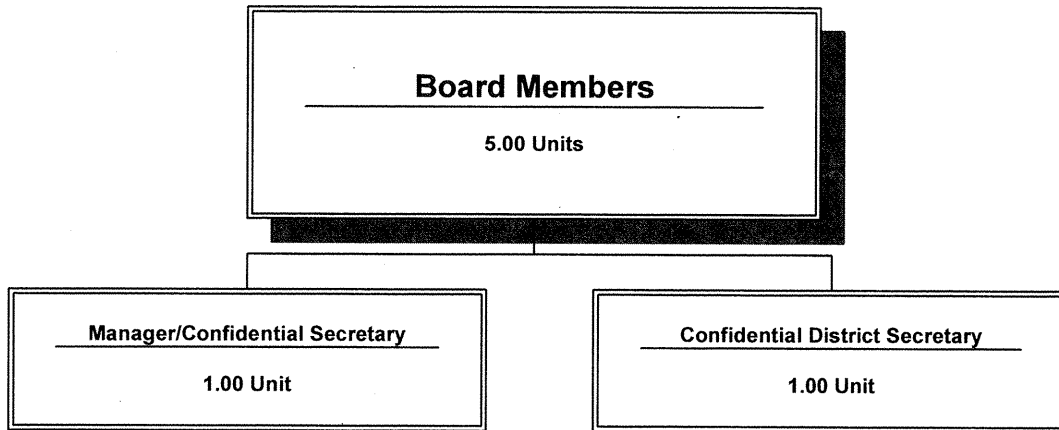 Board Members
5.00 Units
Manager/Confidential Secretary
1.00 Unit
Confidential District Secretary
1.00 Unit